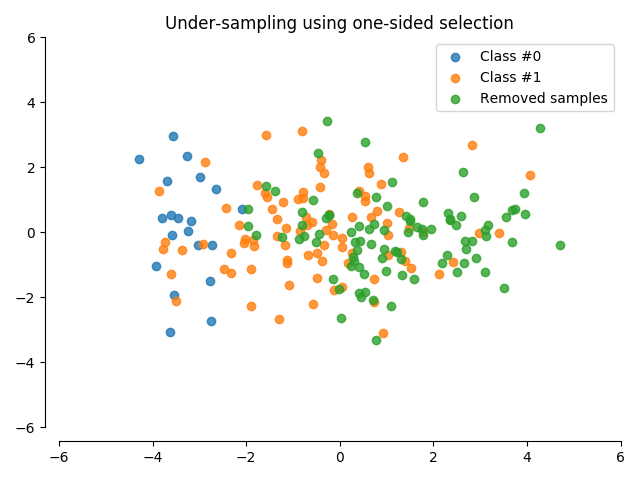 Under-sampling using one-sided selection
Class #0
Class #1
Removed samples
6
4
2
0
−2
−4
−6
−6 −4 −2 0 2 4 6